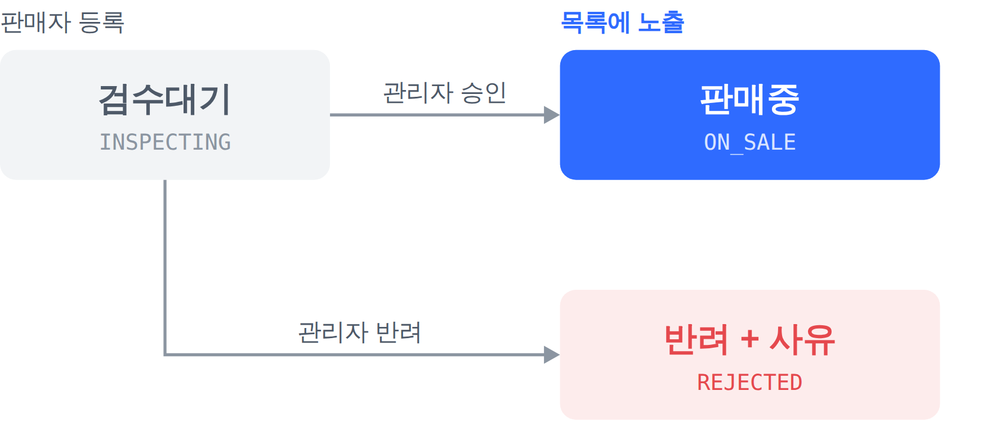 판매자 등록
목록에 노출
검수대기
INSPECTING
관리자 승인
판매중
ON_SALE
관리자 반려
반려 + 사유
REJECTED